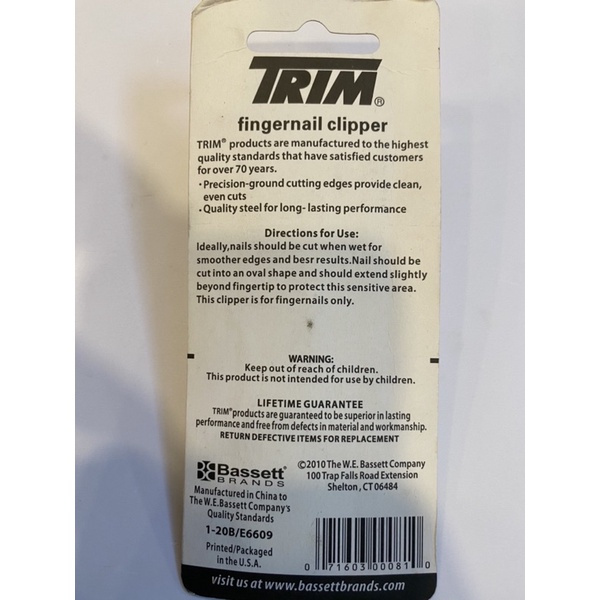 TRIM®
fingernail clipper
TRIM® products are manufactured to the highest
quality standards that have satisfied customers
for over 70 years.
• Precision-ground cutting edges provide clean,
even cuts
• Quality steel for long- lasting performance
Directions for Use:
Ideally,nails should be cut when wet for
smoother edges and besr results.Nail should be
cut into an oval shape and should extend slightly
beyond fingertip to protect this sensitive area.
This clipper is for fingernails only.
WARNING:
Keep out of reach of children.
This product is not intended for use by children.
LIFETIME GUARANTEE
TRIM®products are guaranteed to be superior in lasting
performance and free from defects in material and workmanship.
RETURN DEFECTIVE ITEMS FOR REPLACEMENT
Bassett®
BRANDS
Manufactured in China to
The W.E.Bassett Company's
Quality Standards
1-20B/E6609
Printed/Packaged
in the U.S.A.
©2010 The W.E. Bassett Company
100 Trap Falls Road Extension
Shelton , CT 06484
0 71603 00081 0
visit us at www.bassettbrands.com